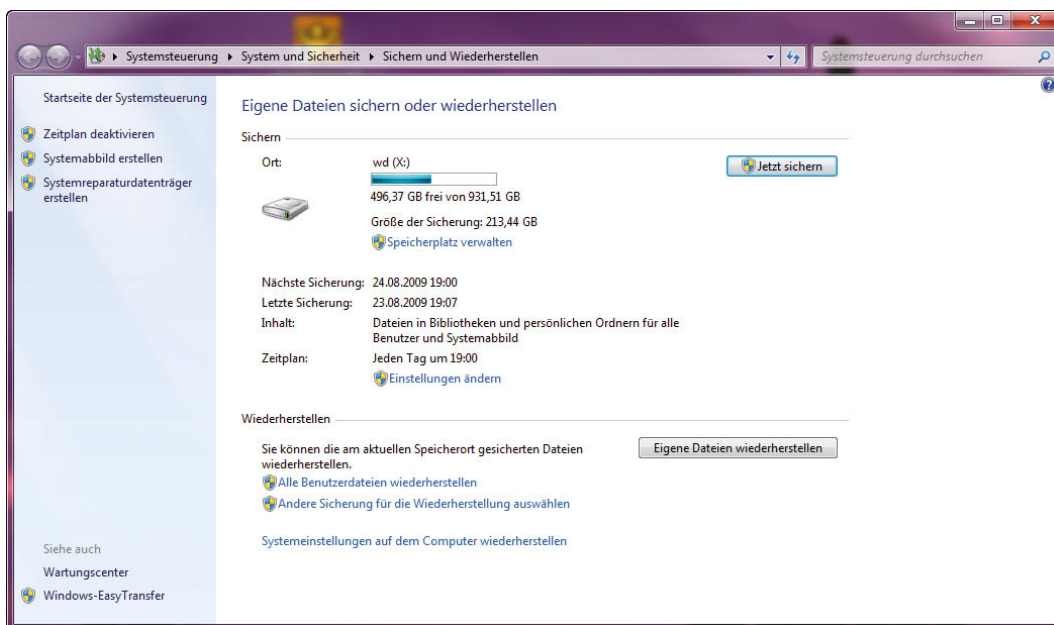 Systemsteuerung ▸ System und Sicherheit ▸ Sichern und Wiederherstellen
Systemsteuerung durchsuchen
Startseite der Systemsteuerung
Zeitplan deaktivieren
Systemabbild erstellen
Systemreparaturdatenträger
erstellen
Siehe auch
Wartungscenter
Windows-EasyTransfer
Eigene Dateien sichern oder wiederherstellen
Sichern
Ort: wd (X:)
Jetzt sichern
496,37 GB frei von 931,51 GB
Größe der Sicherung: 213,44 GB
Speicherplatz verwalten
Nächste Sicherung: 24.08.2009 19:00
Letzte Sicherung: 23.08.2009 19:07
Inhalt: Dateien in Bibliotheken und persönlichen Ordnern für alle
Benutzer und Systemabbild
Zeitplan: Jeden Tag um 19:00
Einstellungen ändern
Wiederherstellen
Sie können die am aktuellen Speicherort gesicherten Dateien
wiederherstellen.
Eigene Dateien wiederherstellen
Alle Benutzerdateien wiederherstellen
Andere Sicherung für die Wiederherstellung auswählen
Systemeinstellungen auf dem Computer wiederherstellen